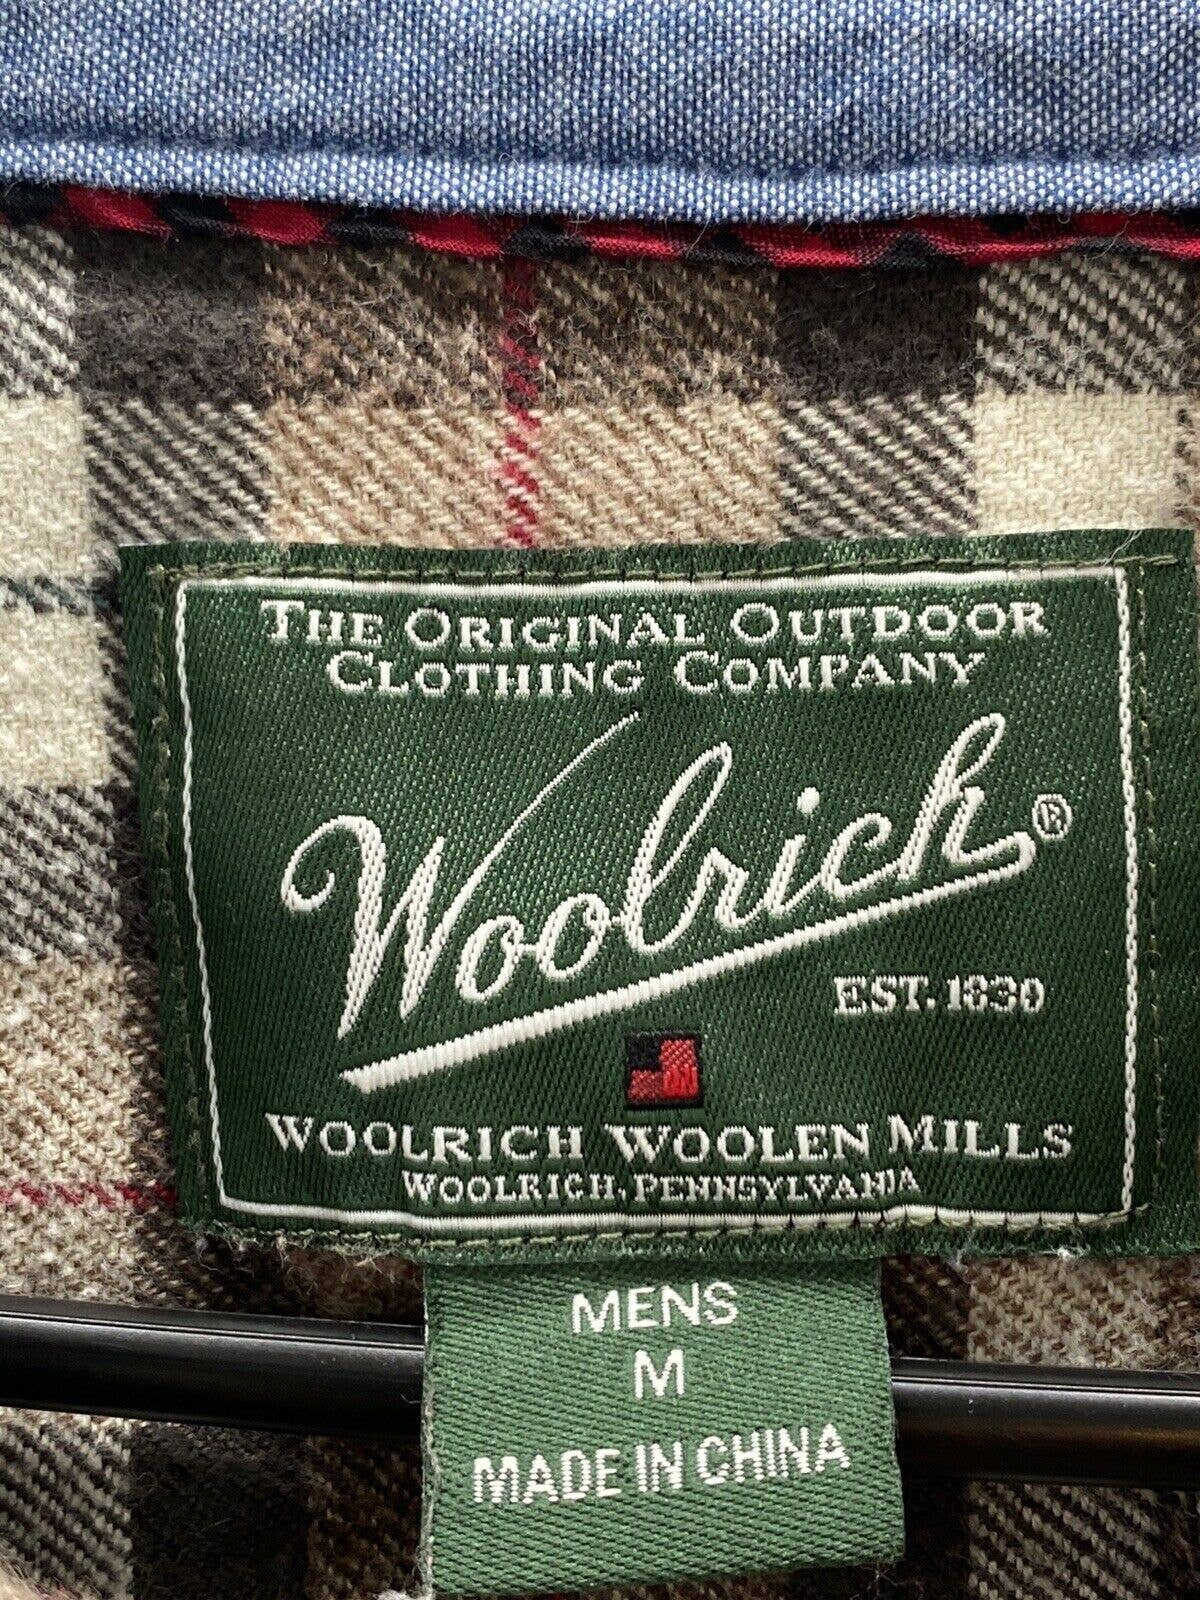 THE ORIGINAL OUTDOOR
CLOTHING COMPANY
Woolrich®
EST. 1830
WOOLRICH WOOLEN MILLS
WOOLRICH, PENNSYLVANIA
MENS
M
MADE IN CHINA